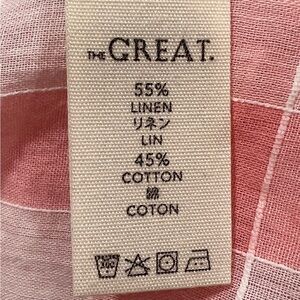 THE GREAT.
55%
LINEN
リネン
LIN
45%
COTTON
綿
COTON